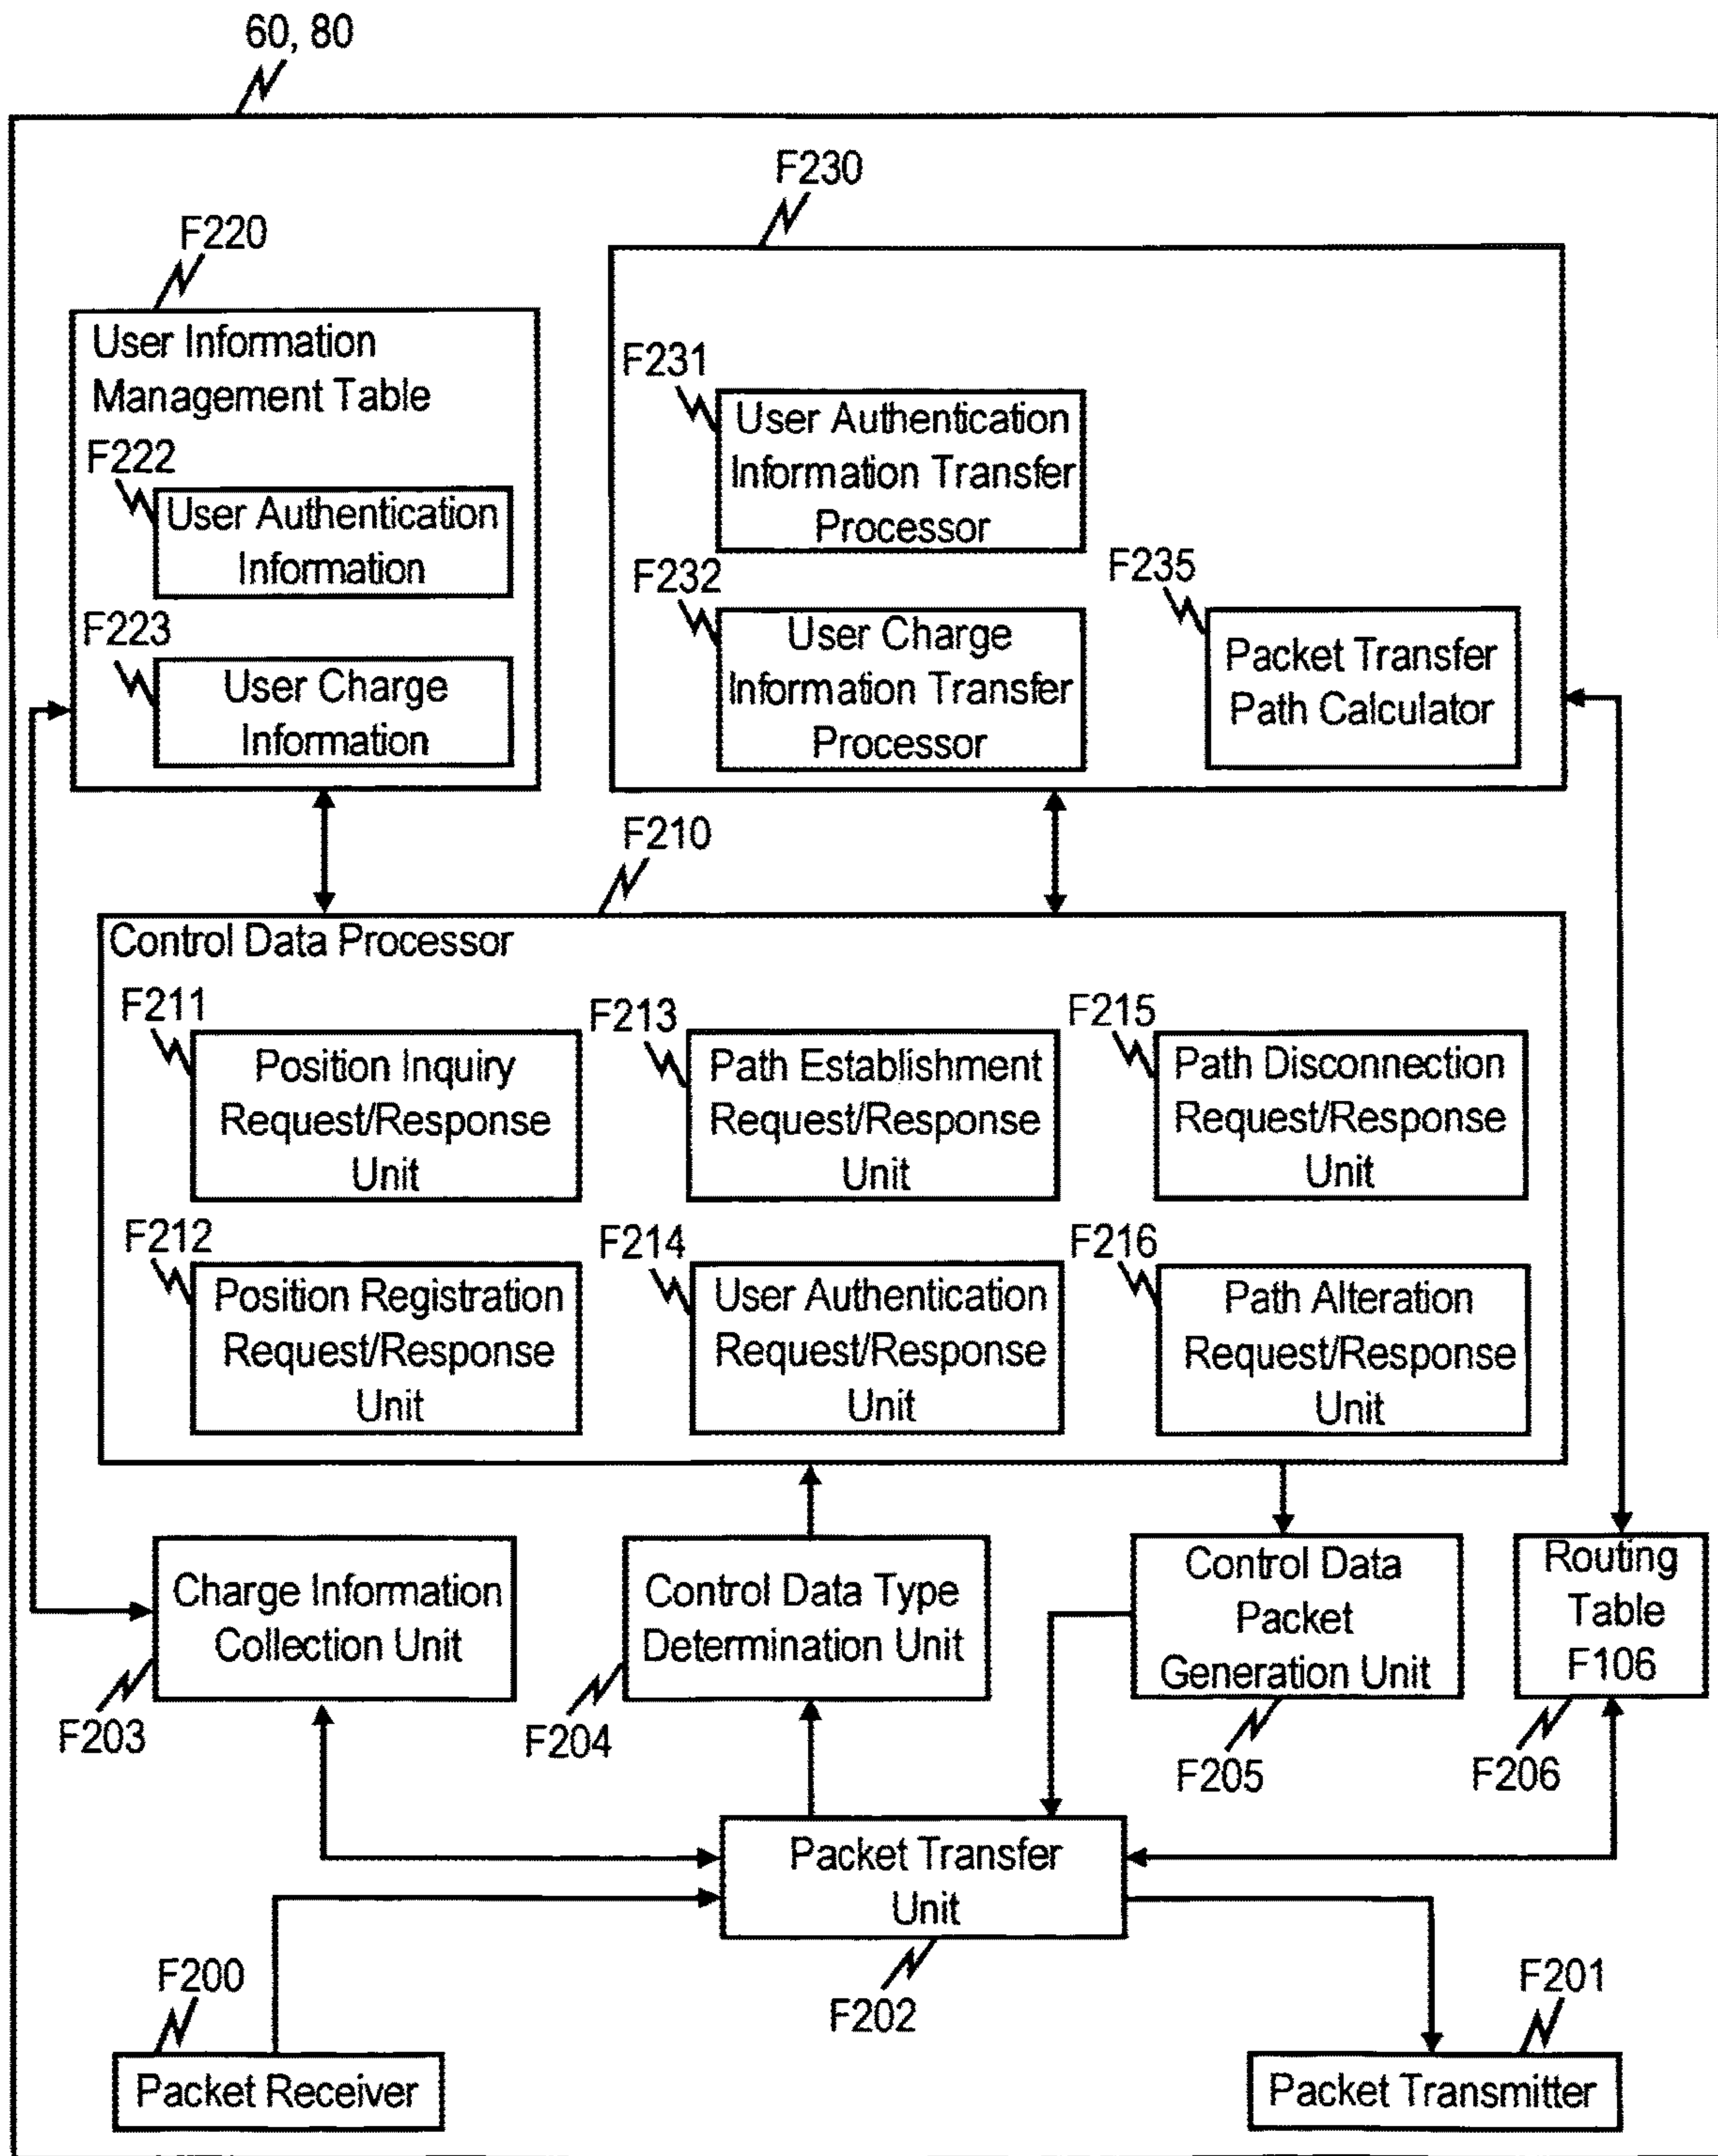 60, 80
F230
F220
User Information
Management Table
F222
User Authentication
Information
F223
User Charge
Information
F231
User Authentication
Information Transfer
Processor
F232
User Charge
Information Transfer
Processor
F235
Packet Transfer
Path Calculator
F210
Control Data Processor
F211
Position Inquiry
Request/Response
Unit
F213
Path Establishment
Request/Response
Unit
F215
Path Disconnection
Request/Response
Unit
F212
Position Registration
Request/Response
Unit
F214
User Authentication
Request/Response
Unit
F216
Path Alteration
Request/Response
Unit
Charge Information
Collection Unit
F203
Control Data Type
Determination Unit
F204
Control Data
Packet
Generation Unit
F205
Routing
Table
F106
F206
Packet Transfer
Unit
F202
F200
Packet Receiver
F201
Packet Transmitter